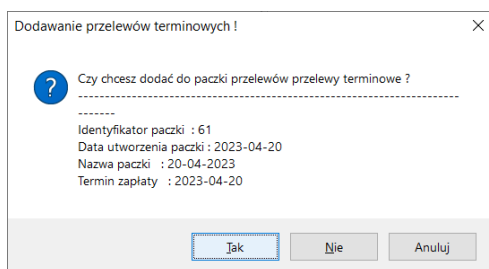 Dodawanie przelewów terminowych !
Czy chcesz dodać do paczki przelewów przelewy terminowe ?
------------------------------------------------------------------------
-------
Identyfikator paczki : 61
Data utworzenia paczki : 2023-04-20
Nazwa paczki : 20-04-2023
Termin zapłaty : 2023-04-20
Tak Nie Anuluj